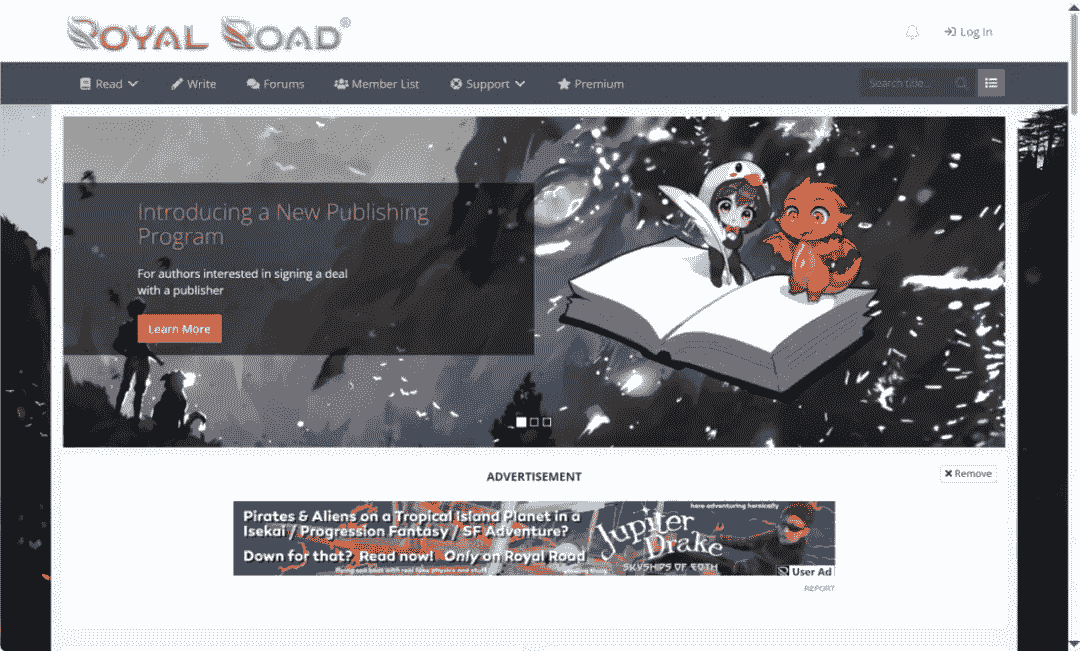 ROYAL ROAD®
Log In
Read
Write
Forums
Member List
Support
Premium
Search title...
Introducing a New Publishing
Program
For authors interested in signing a deal
with a publisher
Learn More
ADVERTISEMENT
Remove
Pirates & Aliens on a Tropical Island Planet in a
Isekai / Progression Fantasy / SF Adventure?
Down for that? Read now! Only on Royal Road
here adventuring heroically
Jupiter
Drake
SKYSHIPS OF EOTH
User Ad
REPORT